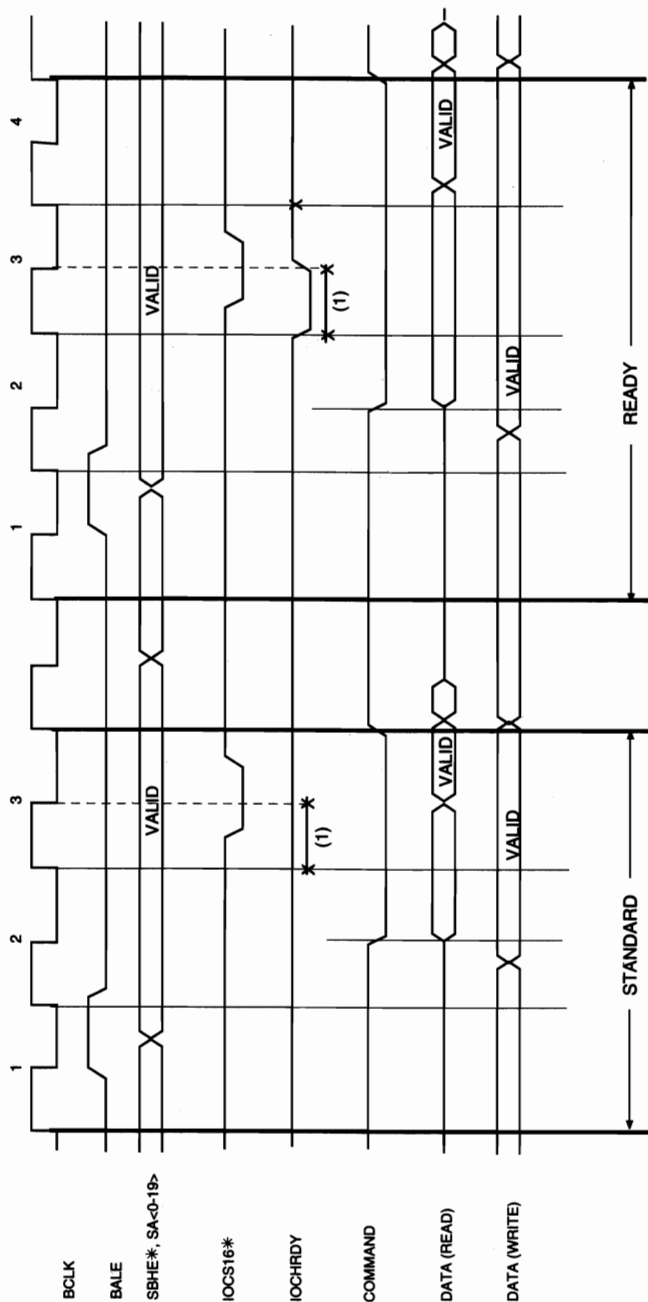 BCLK
BALE
SBHE*, SA<0-19>
IOCS16*
IOCHRDY
COMMAND
DATA (READ)
DATA (WRITE)
1
2
3
1
2
3
4
VALID
VALID
(1)
(1)
VALID
VALID
VALID
VALID
STANDARD
READY